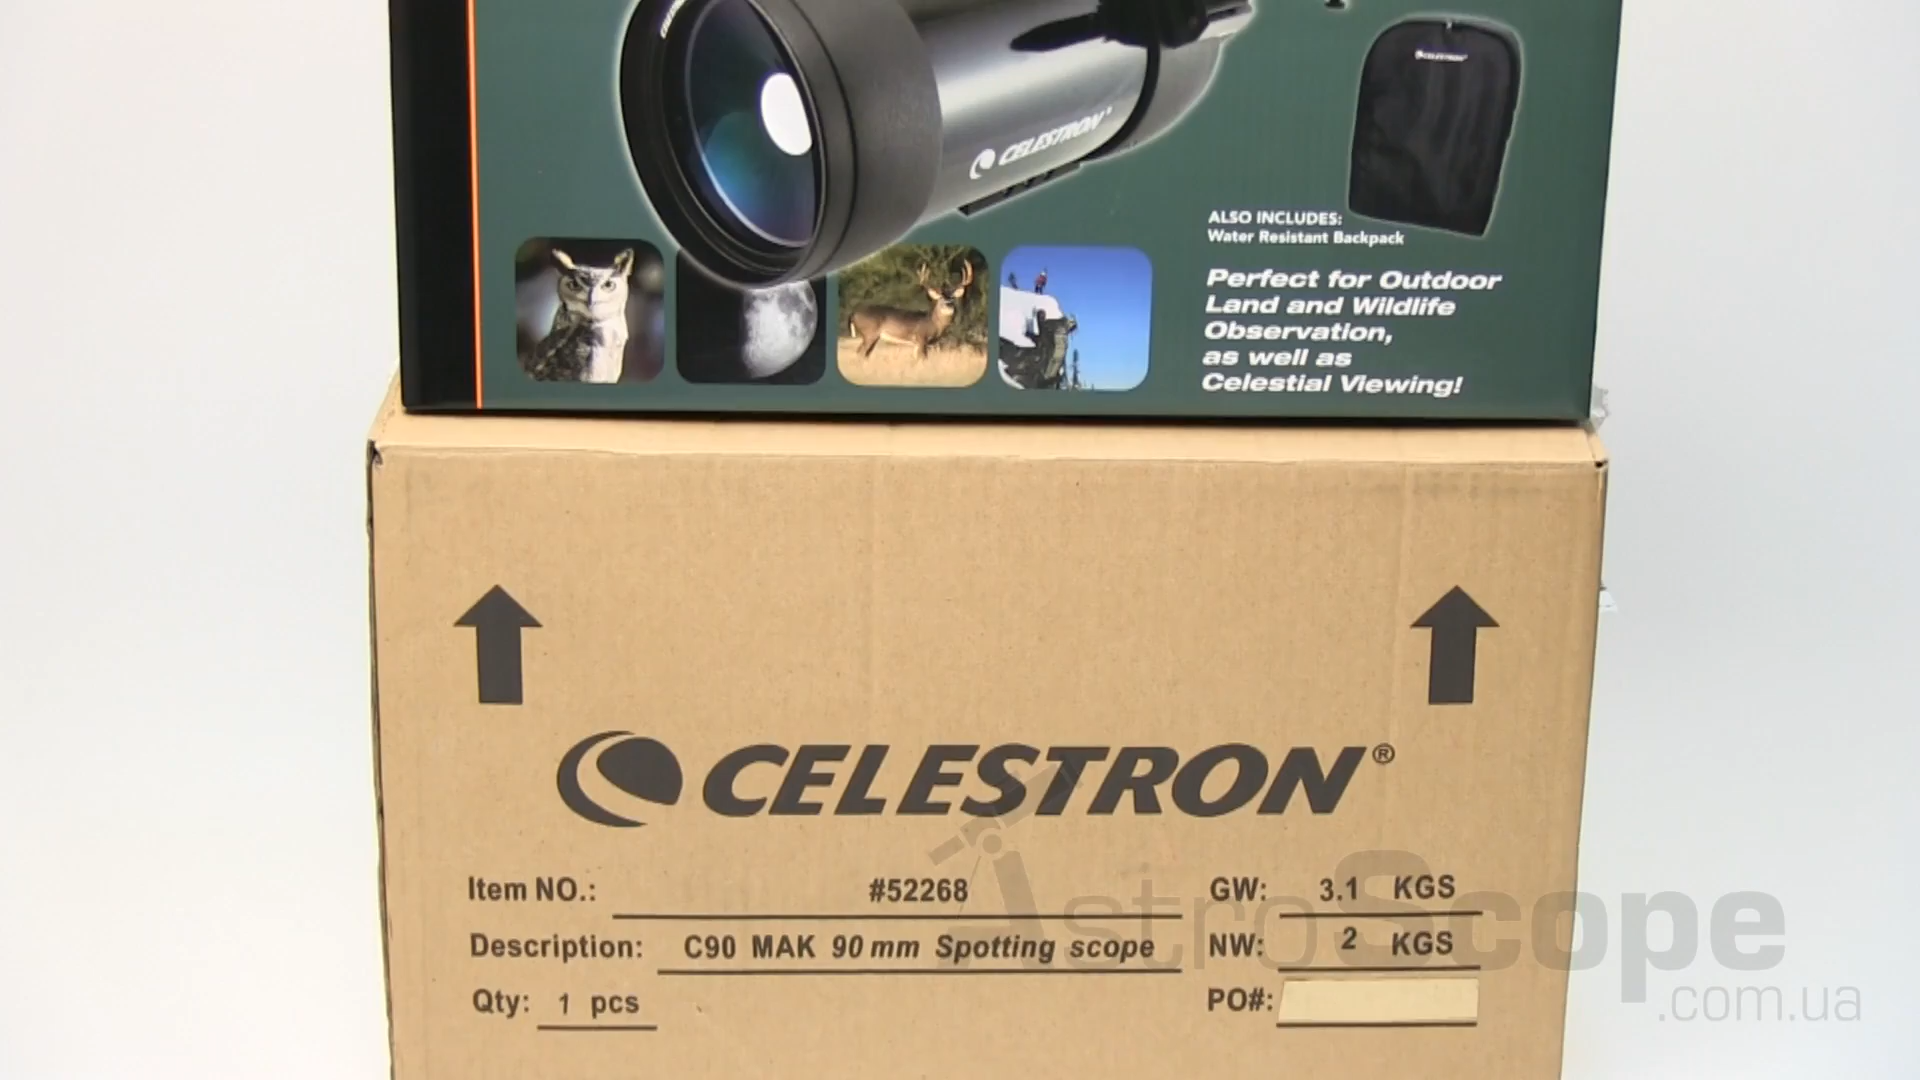 CELESTRON
CELESTRON
ALSO INCLUDES:
Water Resistant Backpack
Perfect for Outdoor
Land and Wildlife
Observation,
as well as
Celestial Viewing!
CELESTRON®
Item NO.: #52268 GW: 3.1 KGS
Description: C90 MAK 90 mm Spotting scope NW: 2 KGS
Qty: 1 pcs PO#:
AstroScope
.com.ua